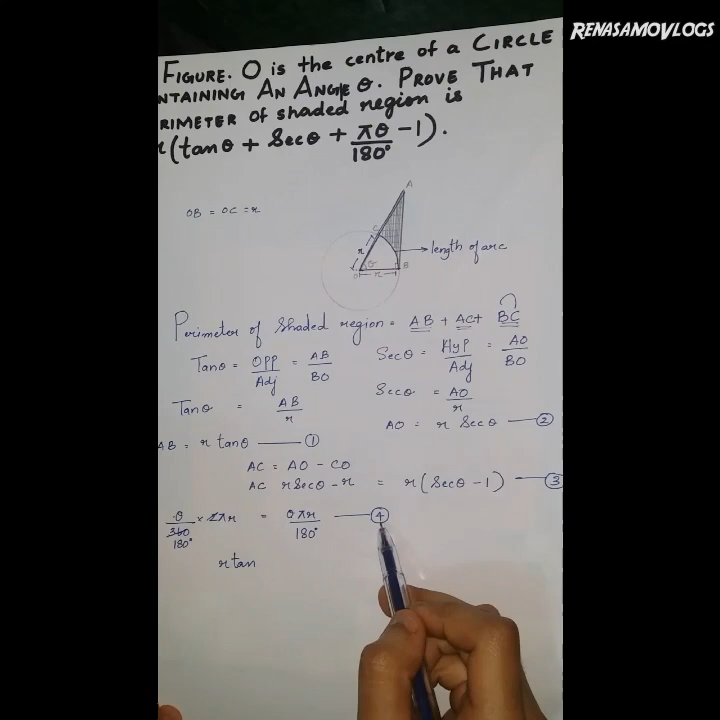 RENASAMOVLOGS
FIGURE. O is the centre of a CIRCLE
NTAINING AN ANGLE θ. PROVE THAT
RIMETER of shaded region is
r(tanθ + Secθ + πθ/180° - 1).
OB = OC = r
A
C
r
θ
O
r
B
length of arc
Perimeter of Shaded region = AB + AC + BC
Tanθ = OPP/Adj = AB/BO
Secθ = Hyp/Adj = AO/BO
Tanθ = AB/r
Secθ = AO/r
AO = r Secθ — ②
AB = r tanθ — ①
AC = AO - CO
AC rSecθ - r = r(Secθ - 1) — ③
θ/360 180° × 2πr = θπr/180° — ④
rtan